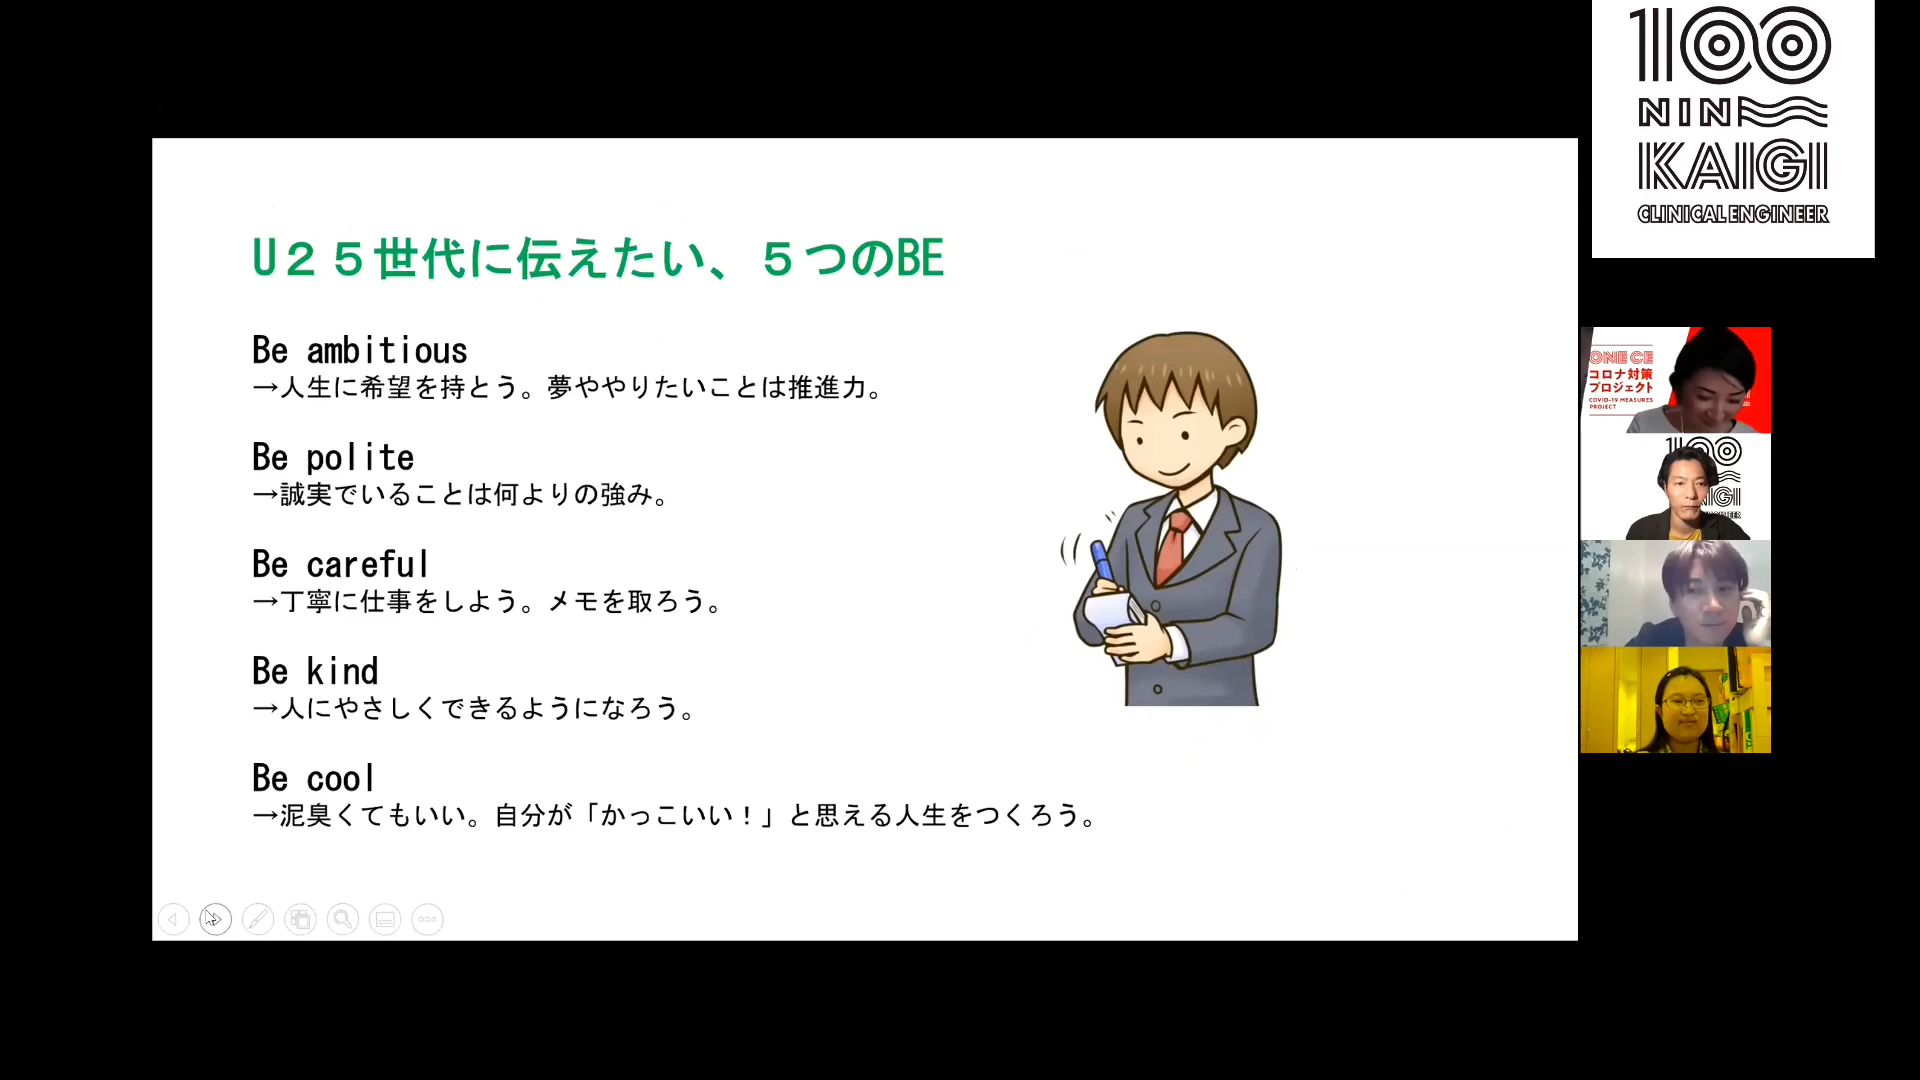 U２５世代に伝えたい、５つのBE
Be ambitious
→人生に希望を持とう。夢ややりたいことは推進力。
Be polite
→誠実でいることは何よりの強み。
Be careful
→丁寧に仕事をしよう。メモを取ろう。
Be kind
→人にやさしくできるようになろう。
Be cool
→泥臭くてもいい。自分が「かっこいい！」と思える人生をつくろう。
100
NIN
KAIGI
CLINICAL ENGINEER
ONE CE
コロナ対策
プロジェクト
COVID-19 MEASURES
PROJECT